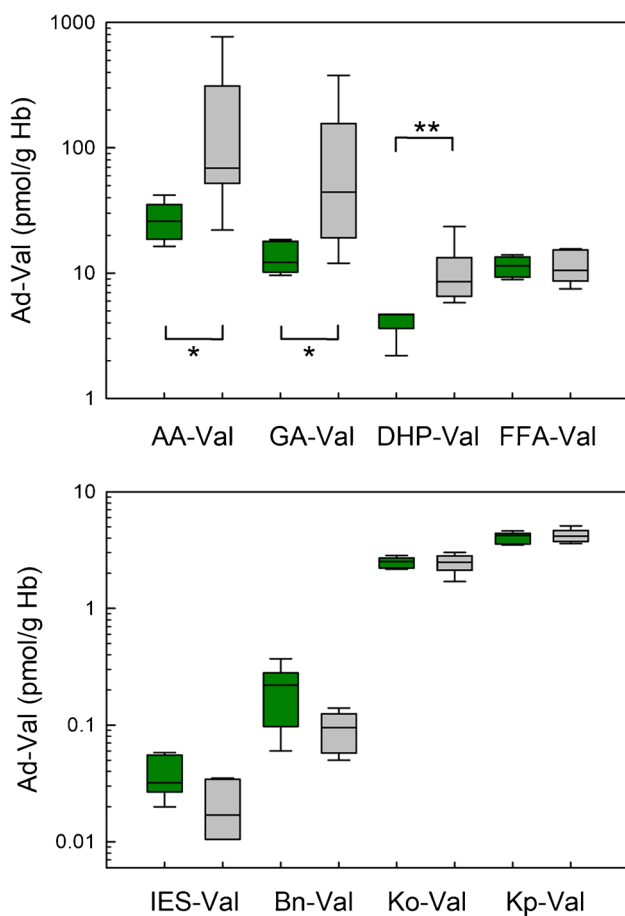 1000
100
10
1
Ad-Val (pmol/g Hb)
**
*
*
AA-Val GA-Val DHP-Val FFA-Val
10
1
0.1
0.01
Ad-Val (pmol/g Hb)
IES-Val Bn-Val Ko-Val Kp-Val